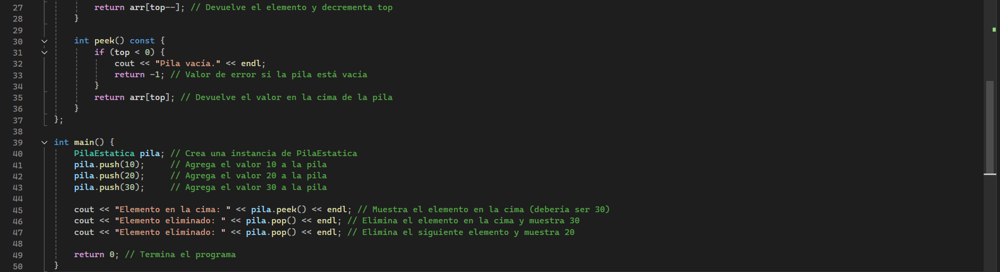 27 return arr[top--]; // Devuelve el elemento y decrementa top
28 }
29
30 int peek() const {
31 if (top < 0) {
32 cout << "Pila vacía." << endl;
33 return -1; // Valor de error si la pila está vacía
34 }
35 return arr[top]; // Devuelve el valor en la cima de la pila
36 }
37 };
38
39 int main() {
40 PilaEstatica pila; // Crea una instancia de PilaEstatica
41 pila.push(10); // Agrega el valor 10 a la pila
42 pila.push(20); // Agrega el valor 20 a la pila
43 pila.push(30); // Agrega el valor 30 a la pila
44
45 cout << "Elemento en la cima: " << pila.peek() << endl; // Muestra el elemento en la cima (debería ser 30)
46 cout << "Elemento eliminado: " << pila.pop() << endl; // Elimina el elemento en la cima y muestra 30
47 cout << "Elemento eliminado: " << pila.pop() << endl; // Elimina el siguiente elemento y muestra 20
48
49 return 0; // Termina el programa
50 }